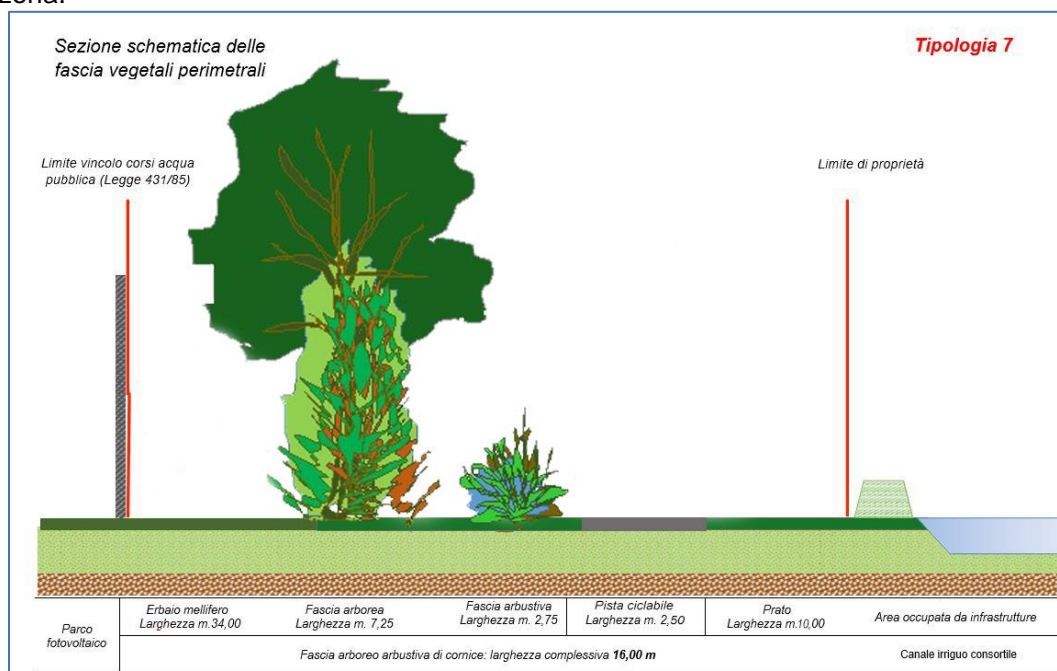 zona.
Sezione schematica delle
fascia vegetali perimetrali
Tipologia 7
Limite vincolo corsi acqua
pubblica (Legge 431/85)
Limite di proprietà
Parco
fotovoltaico
Erbaio mellifero
Larghezza m.34,00
Fascia arborea
Larghezza m. 7,25
Fascia arbustiva
Larghezza m. 2,75
Pista ciclabile
Larghezza m. 2,50
Prato
Larghezza m.10,00
Area occupata da infrastrutture
Fascia arboreo arbustiva di cornice: larghezza complessiva 16,00 m
Canale irriguo consortile